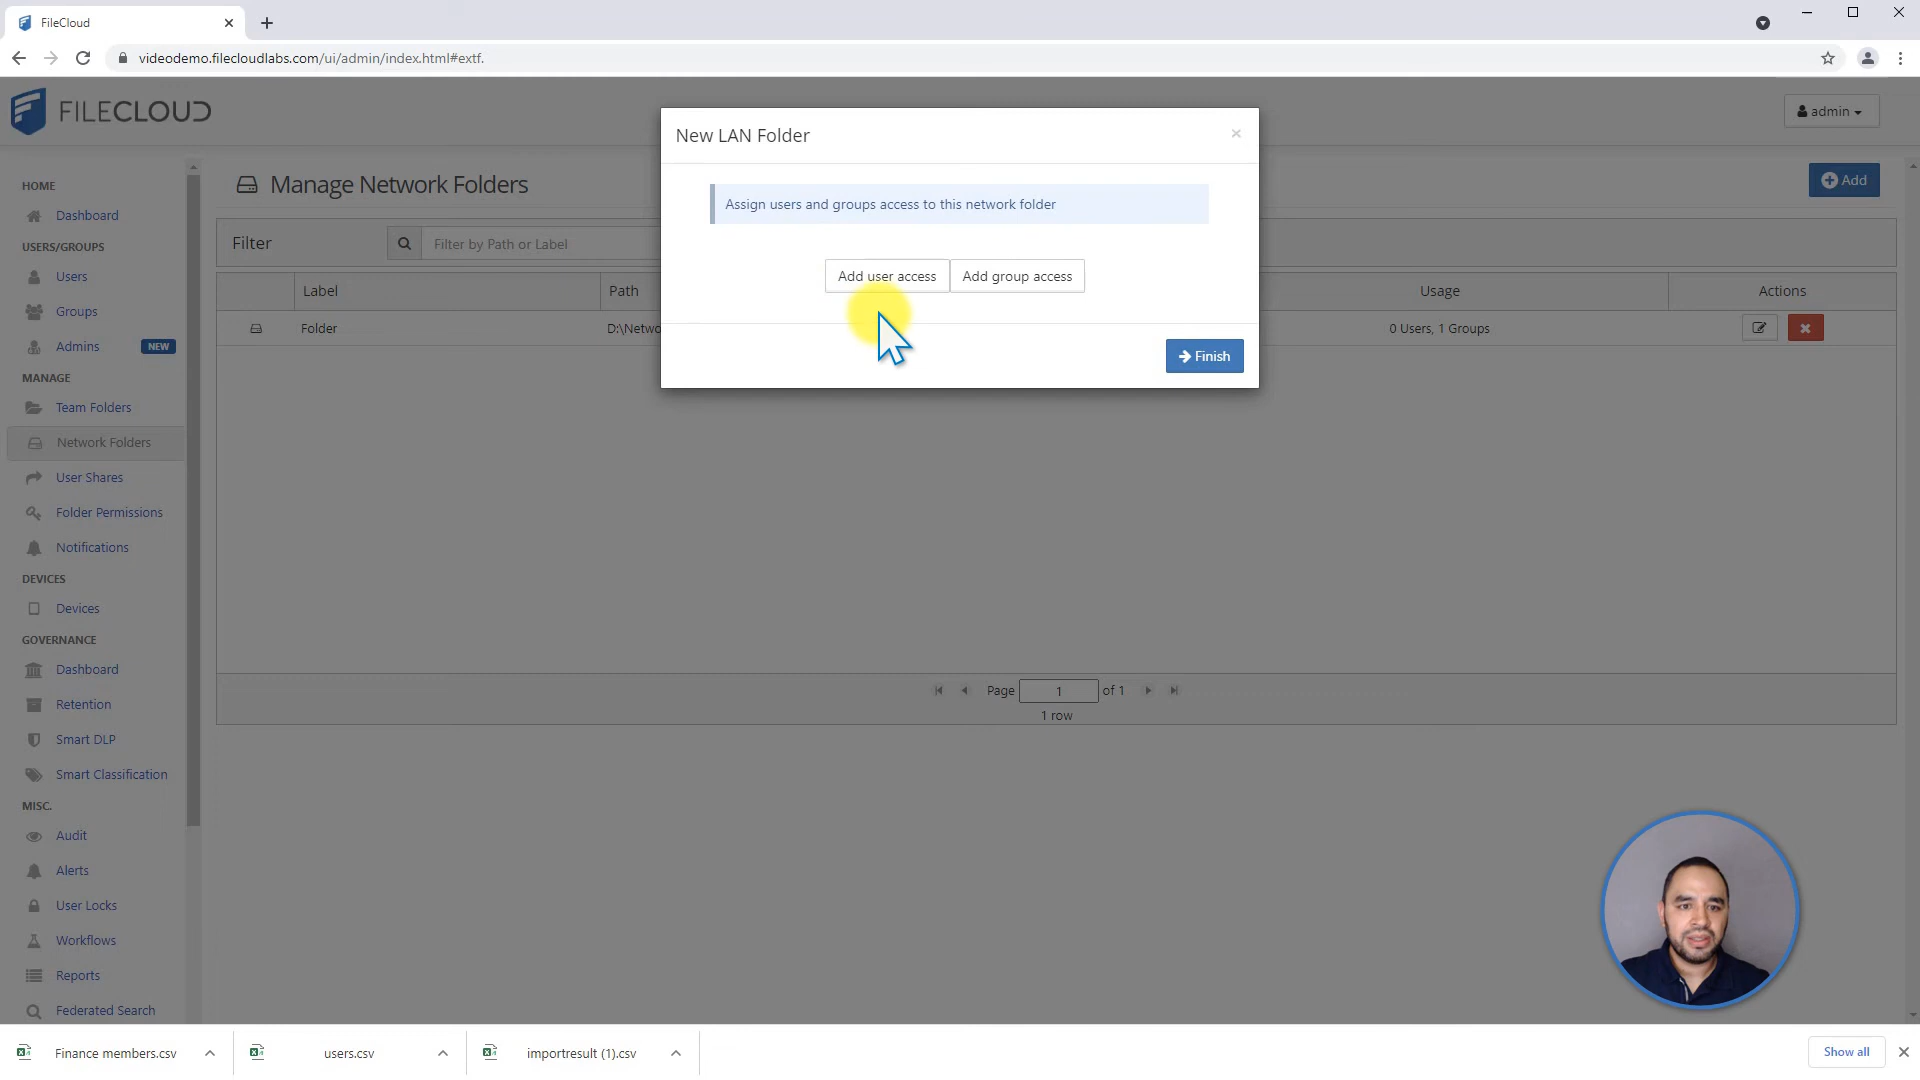 FileCloud
videodemo.filecloudlabs.com/ui/admin/index.html#extf.
FILECLOUD
admin
HOME
Dashboard
USERS/GROUPS
Users
Groups
Admins NEW
MANAGE
Team Folders
Network Folders
User Shares
Folder Permissions
Notifications
DEVICES
Devices
GOVERNANCE
Dashboard
Retention
Smart DLP
Smart Classification
MISC.
Audit
Alerts
User Locks
Workflows
Reports
Federated Search
Manage Network Folders
Add
Filter
Filter by Path or Label
Label Path Usage Actions
Folder D:\Netwo 0 Users, 1 Groups
Page 1 of 1
1 row
New LAN Folder
Assign users and groups access to this network folder
Add user access Add group access
Finish
Finance members.csv
users.csv
importresult (1).csv
Show all